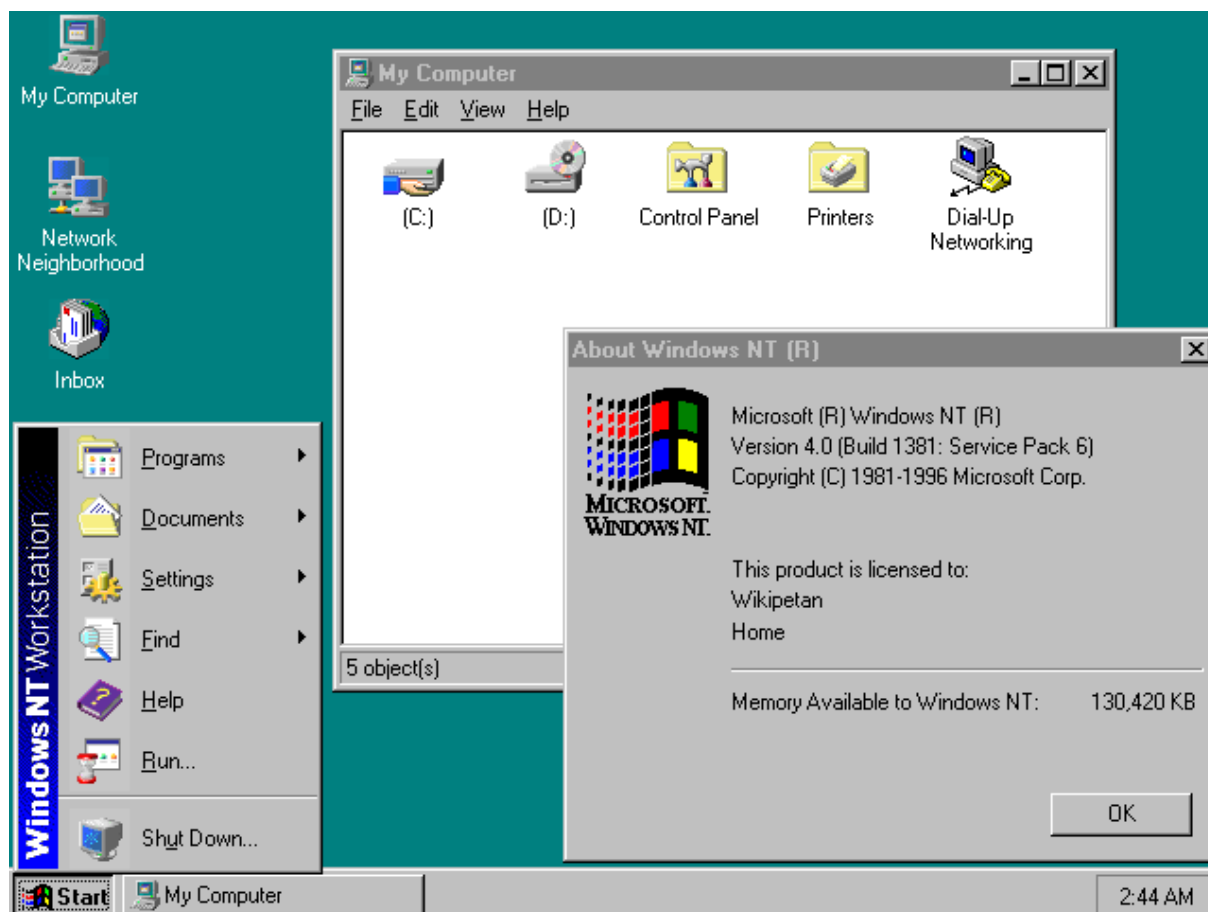 My Computer
Network
Neighborhood
Inbox
My Computer
File Edit View Help
(C:)
(D:)
Control Panel
Printers
Dial-Up
Networking
5 object(s)
About Windows NT (R)
MICROSOFT.
WINDOWS NT.
Microsoft (R) Windows NT (R)
Version 4.0 (Build 1381: Service Pack 6)
Copyright (C) 1981-1996 Microsoft Corp.
This product is licensed to:
Wikipetan
Home
Memory Available to Windows NT: 130,420 KB
OK
Windows NT Workstation
Programs
Documents
Settings
Find
Help
Run...
Shut Down...
Start
My Computer
2:44 AM